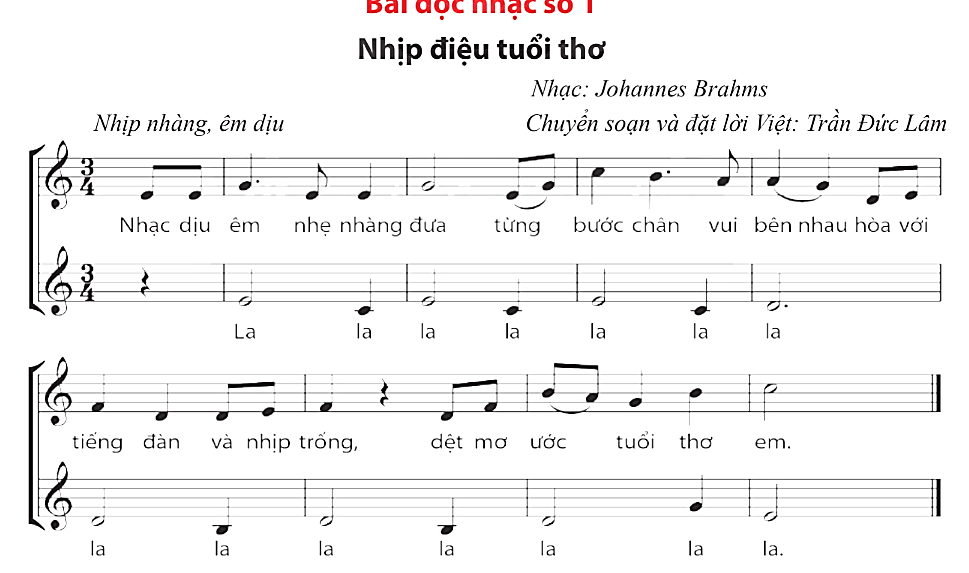 Bài đọc nhạc số 1
Nhịp điệu tuổi thơ
Nhạc: Johannes Brahms
Nhịp nhàng, êm dịu
Chuyển soạn và đặt lời Việt: Trần Đức Lâm
3
4
Nhạc dịu êm nhẹ nhàng đưa từng bước chân vui bên nhau hòa với
3
4
La la la la la la la
tiếng đàn và nhịp trống, dệt mơ ước tuổi thơ em.
la la la la la la la.